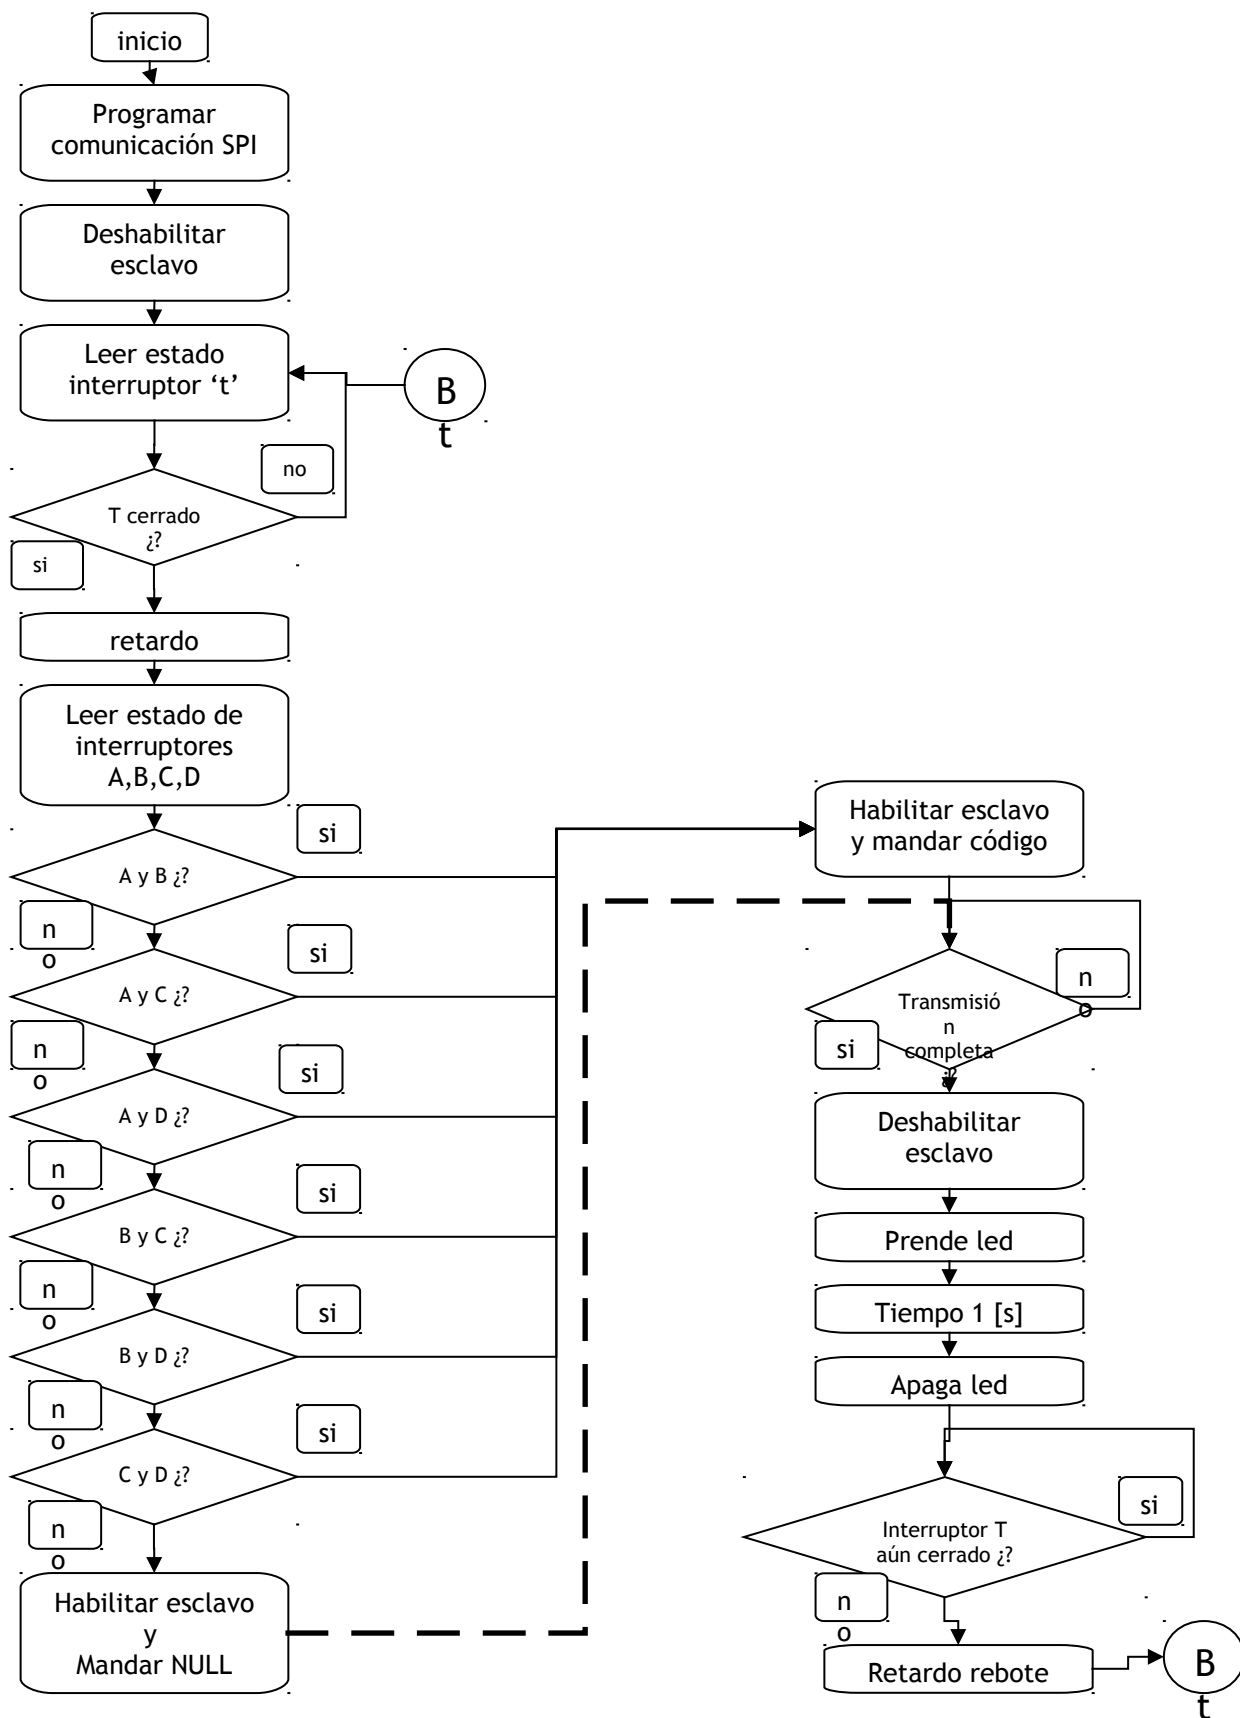 inicio
Programar
comunicación SPI
Deshabilitar
esclavo
Leer estado
interruptor ‘t’
B
t
no
T cerrado
¿?
si
retardo
Leer estado de
interruptores
A,B,C,D
si
A y B ¿?
n
o
si
A y C ¿?
n
o
si
A y D ¿?
n
o
si
B y C ¿?
n
o
si
B y D ¿?
n
o
si
C y D ¿?
n
o
Habilitar esclavo
y
Mandar NULL
Habilitar esclavo
y mandar código
n
o
Transmisió
n
completa
¿?
si
Deshabilitar
esclavo
Prende led
Tiempo 1 [s]
Apaga led
si
Interruptor T
aún cerrado ¿?
n
o
Retardo rebote
B
t